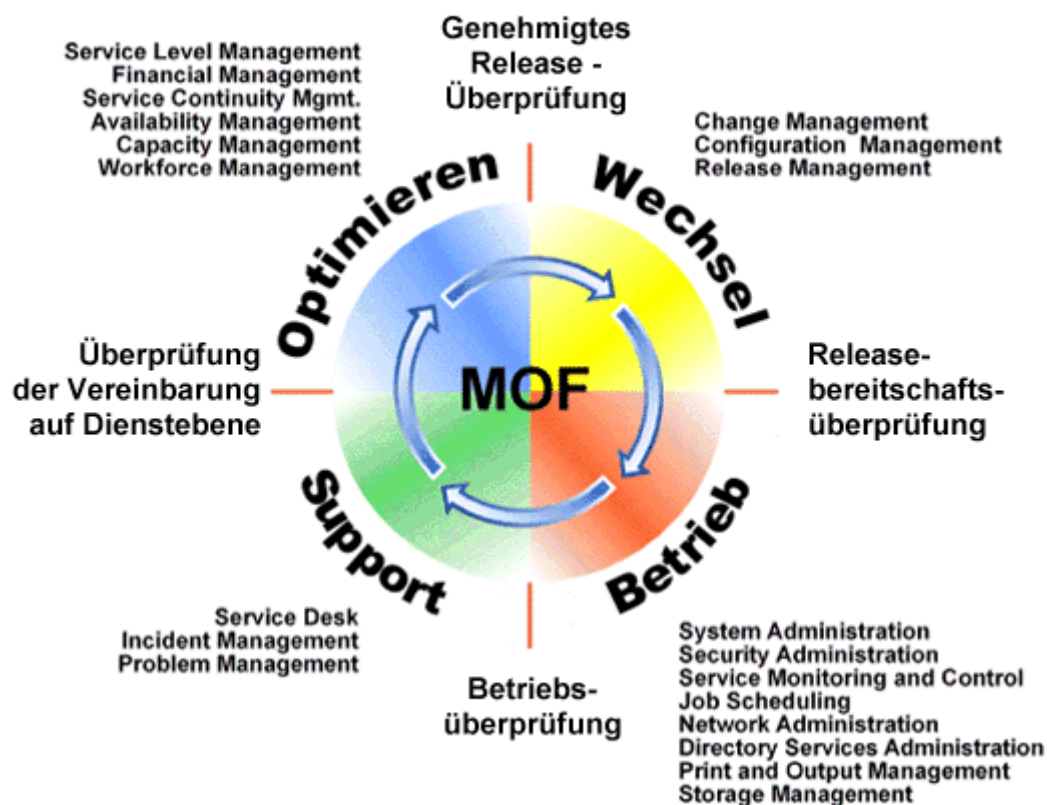 Genehmigtes
Release -
Überprüfung
Service Level Management
Financial Management
Service Continuity Mgmt.
Availability Management
Capacity Management
Workforce Management
Change Management
Configuration Management
Release Management
Optimieren
Wechsel
Überprüfung
der Vereinbarung
auf Dienstebene
MOF
Release-
bereitschafts-
überprüfung
Support
Betrieb
Service Desk
Incident Management
Problem Management
Betriebs-
überprüfung
System Administration
Security Administration
Service Monitoring and Control
Job Scheduling
Network Administration
Directory Services Administration
Print and Output Management
Storage Management